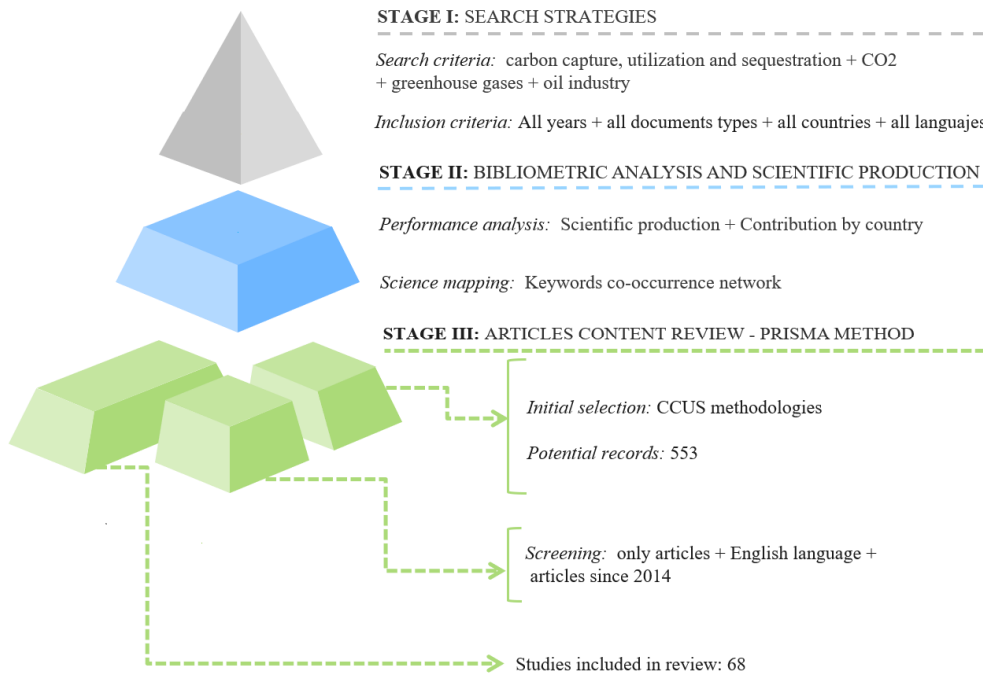 STAGE I: SEARCH STRATEGIES
Search criteria: carbon capture, utilization and sequestration + CO2
+ greenhouse gases + oil industry
Inclusion criteria: All years + all documents types + all countries + all languajes
STAGE II: BIBLIOMETRIC ANALYSIS AND SCIENTIFIC PRODUCTION
Performance analysis: Scientific production + Contribution by country
Science mapping: Keywords co-occurrence network
STAGE III: ARTICLES CONTENT REVIEW - PRISMA METHOD
Initial selection: CCUS methodologies
Potential records: 553
Screening: only articles + English language +
articles since 2014
Studies included in review: 68